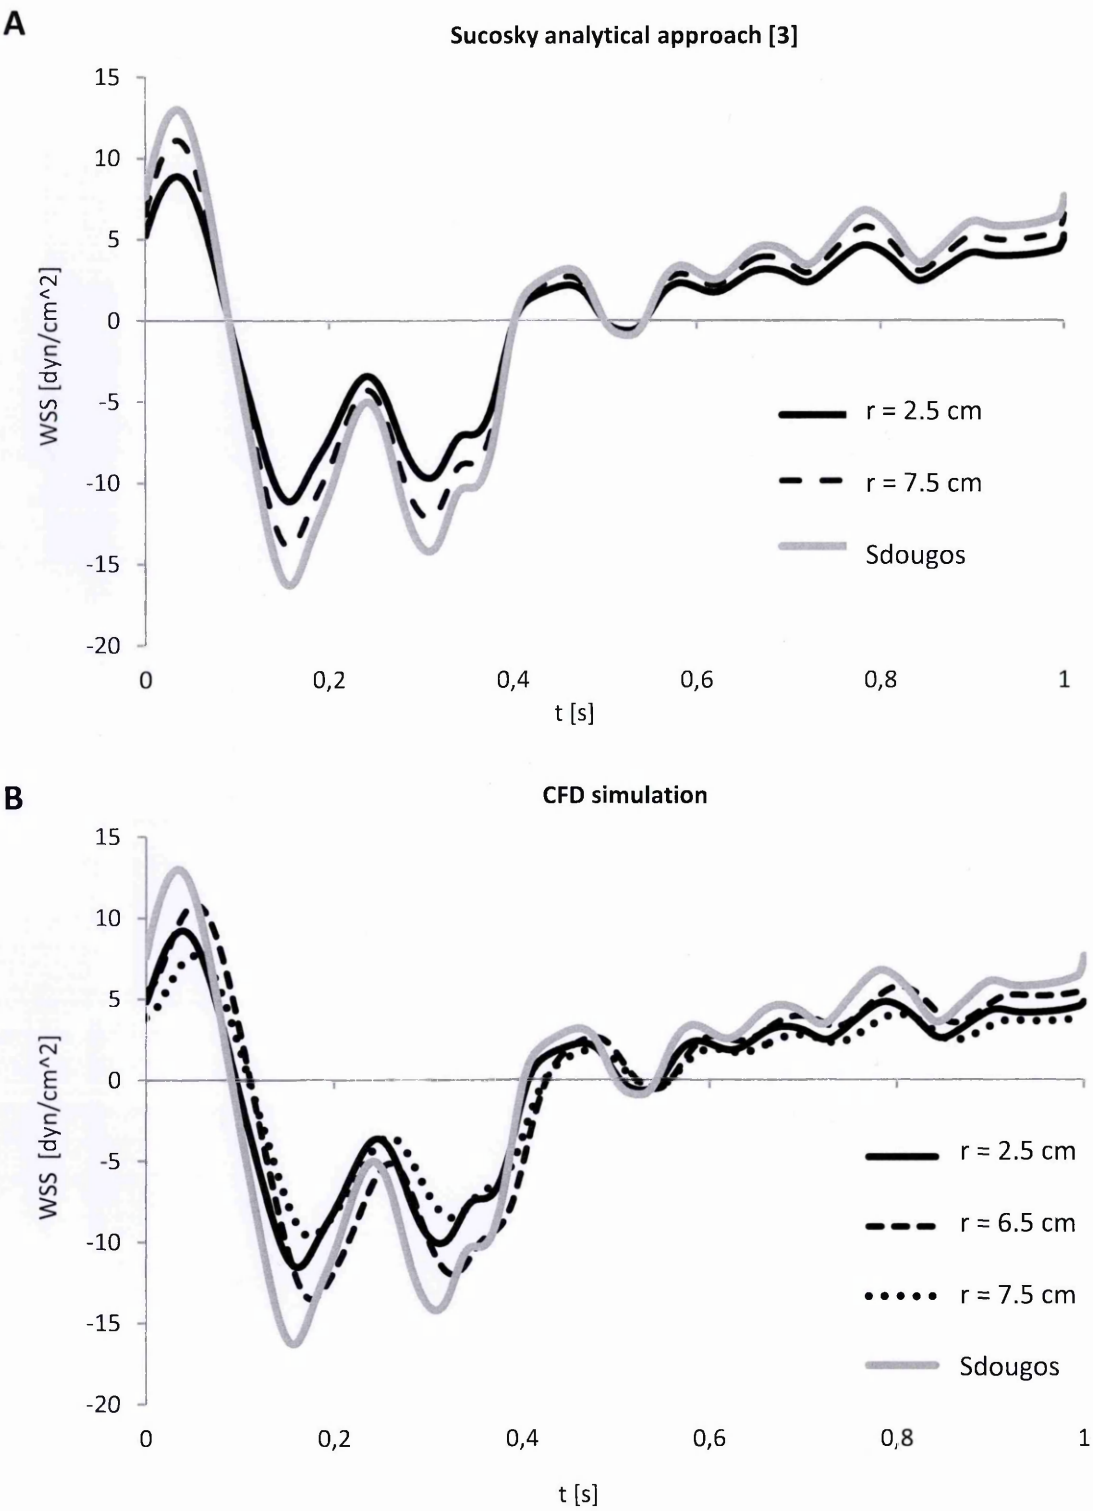 A
Sucosky analytical approach [3]
15
10
5
0
-5
-10
-15
-20
WSS [dyn/cm^2]
r = 2.5 cm
r = 7.5 cm
Sdougos
0
0,2
0,4
0,6
0,8
1
t [s]
B
CFD simulation
15
10
5
0
-5
-10
-15
-20
WSS [dyn/cm^2]
r = 2.5 cm
r = 6.5 cm
r = 7.5 cm
Sdougos
0
0,2
0,4
0,6
0,8
1
t [s]